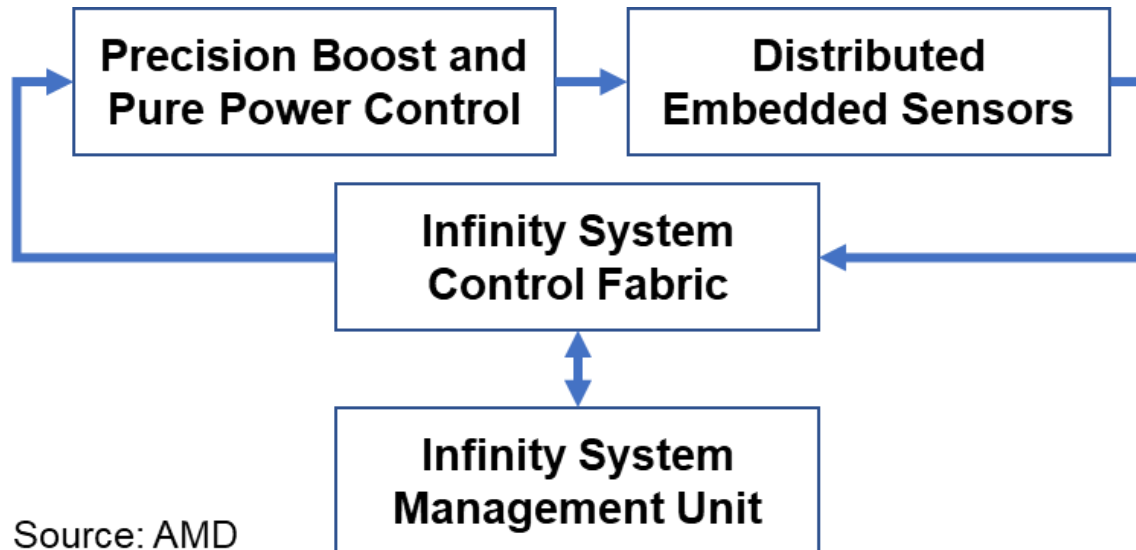 Precision Boost and
Pure Power Control
Distributed
Embedded Sensors
Infinity System
Control Fabric
Infinity System
Management Unit
Source: AMD